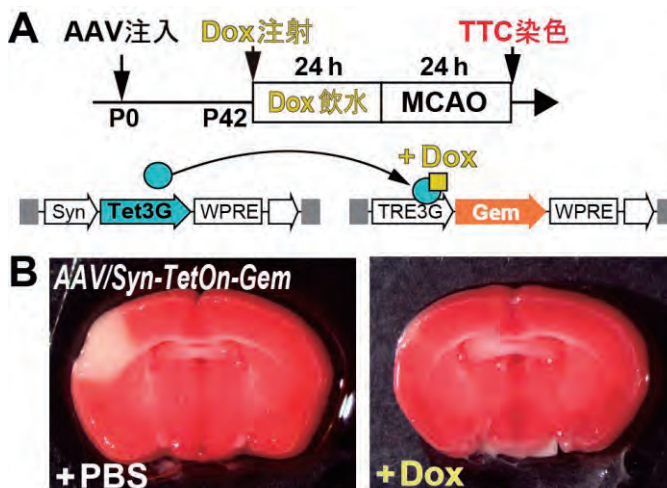 A
AAV注入
Dox注射
TTC染色
24 h
24 h
Dox 飲水
MCAO
P0
P42
+Dox
Syn
Tet3G
WPRE
TRE3G
Gem
WPRE
B
AAV/Syn-TetOn-Gem
+PBS
+Dox